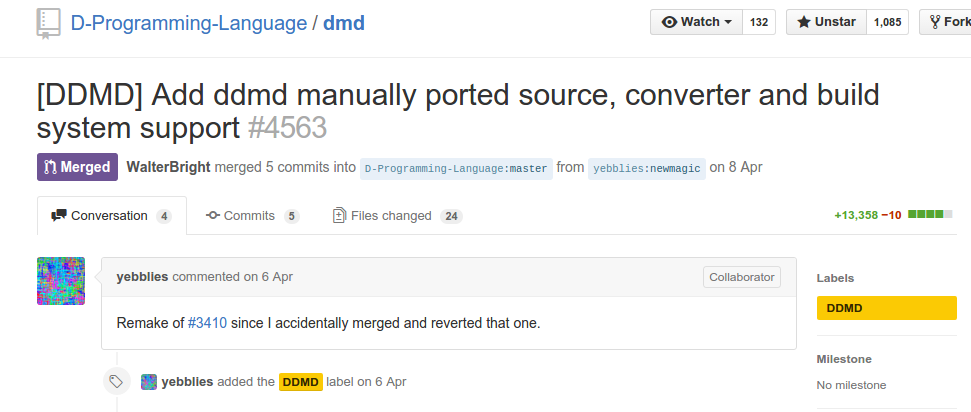 D-Programming-Language / dmd
Watch 132 Unstar 1,085 Fork
[DDMD] Add ddmd manually ported source, converter and build
system support #4563
Merged WalterBright merged 5 commits into D-Programming-Language:master from yebblies:newmagic on 8 Apr
Conversation 4 Commits 5 Files changed 24 +13,358 −10
yebblies commented on 6 Apr Collaborator
Labels
DDMD
Remake of #3410 since I accidentally merged and reverted that one.
Milestone
yebblies added the DDMD label on 6 Apr
No milestone